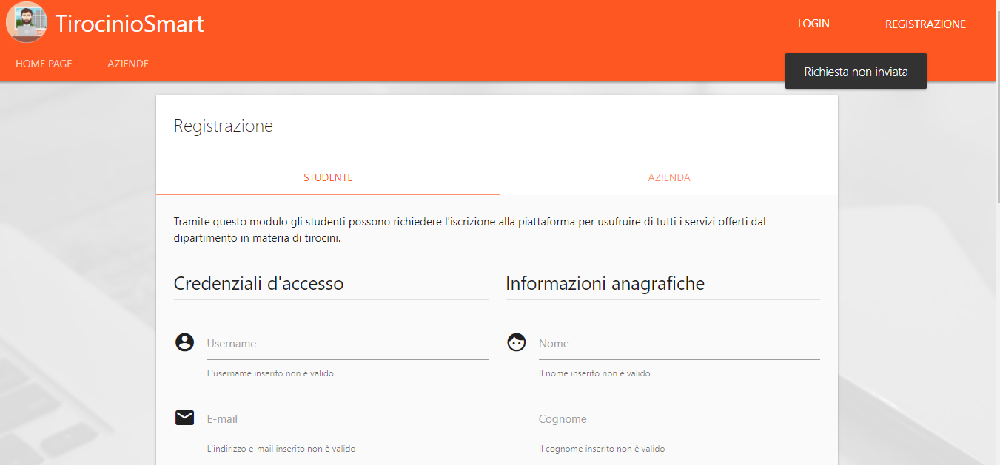 TirocinioSmart
LOGIN
REGISTRAZIONE
HOME PAGE
AZIENDE
Richiesta non inviata
Registrazione
STUDENTE
AZIENDA
Tramite questo modulo gli studenti possono richiedere l'iscrizione alla piattaforma per usufruire di tutti i servizi offerti dal
dipartimento in materia di tirocini.
Credenziali d'accesso
Informazioni anagrafiche
Username
L'username inserito non è valido
Nome
Il nome inserito non è valido
E-mail
L'indirizzo e-mail inserito non è valido
Cognome
Il cognome inserito non è valido